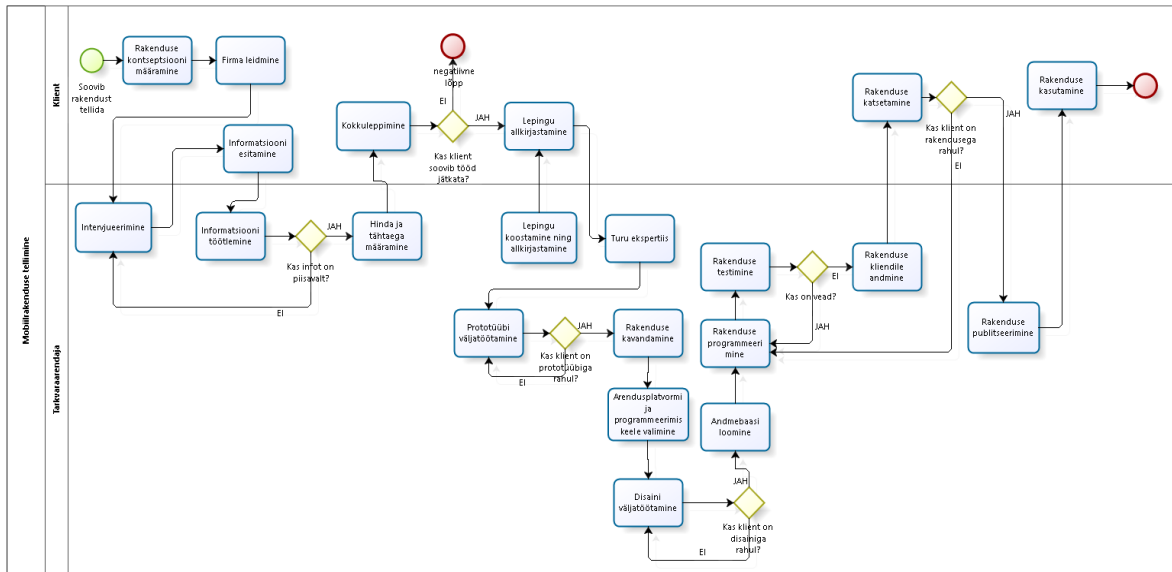 Mobiilrakenduse tellimine
Klient
Soovib
rakendust
tellida
Rakenduse
kontseptsiooni
määramine
Firma leidmine
Informatsiooni
esitamine
Kokkuleppimine
negatiivne
lõpp
EI
JAH
Kas klient
soovib tööd
jätkata?
Lepingu
allkirjastamine
Rakenduse
katsetamine
Kas klient on
rakendusega
rahul?
JAH
EI
Rakenduse
kasutamine
Tarkvaraarendaja
Intervjueerimine
Informatsiooni
töötlemine
JAH
Kas infot on
piisavalt?
EI
Hinda ja
tähtaega
määramine
Lepingu
koostamine ning
allkirjastamine
Turu ekspertiis
Prototüübi
väljatöötamine
JAH
Kas klient on
prototüübiga
rahul?
EI
Rakenduse
kavandamine
Arendusplatvormi
ja
programmeerimis
keele valimine
Disaini
väljatöötamine
JAH
Kas klient on
disainiga
rahul?
EI
Andmebaasi
loomine
Rakenduse
programmeeri
mine
Rakenduse
testimine
EI
Kas on vead?
JAH
Rakenduse
kliendile
andmine
Rakenduse
publitseerimine